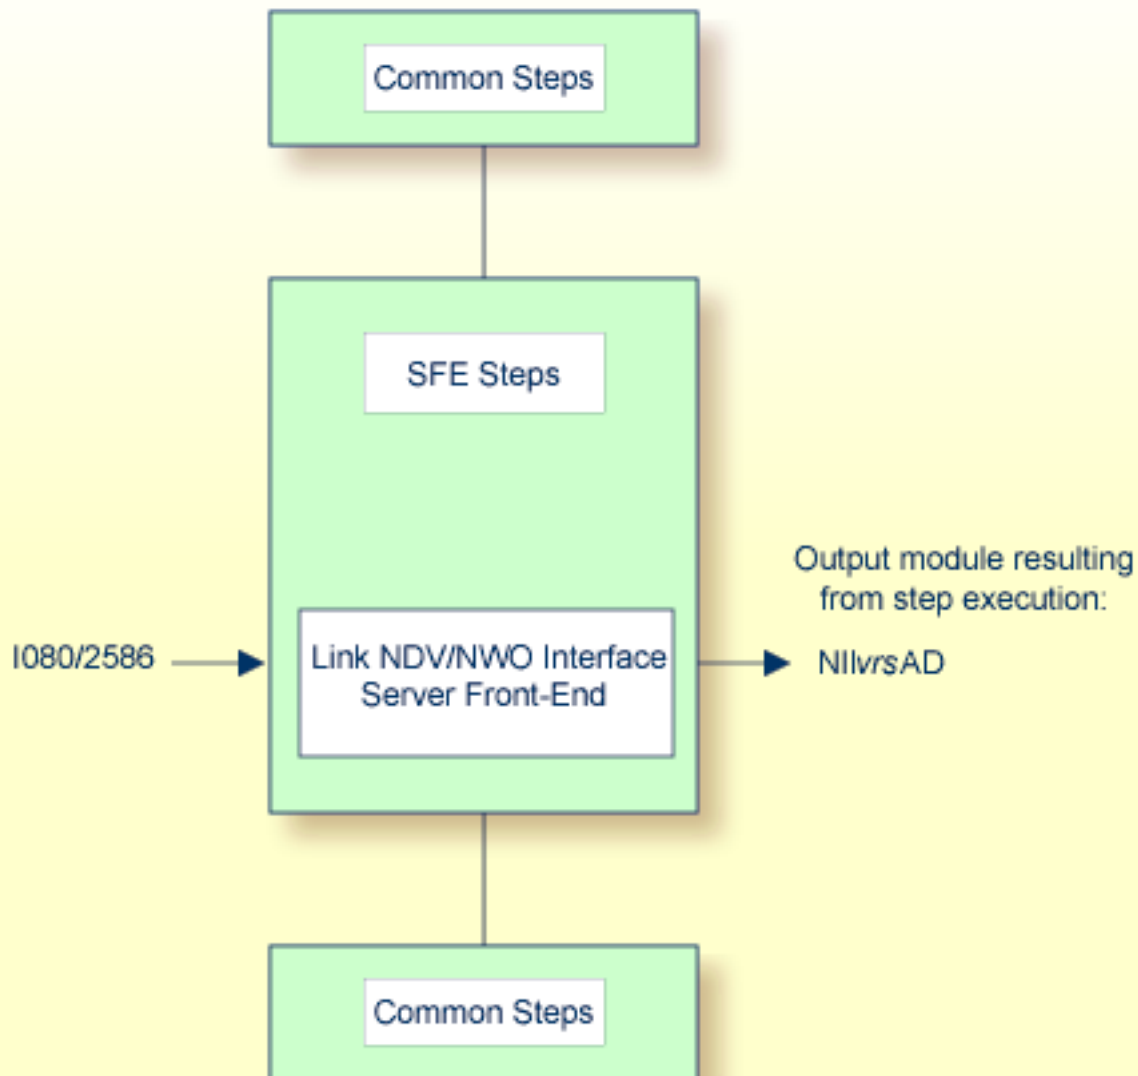 Common Steps
SFE Steps
Output module resulting
from step execution:
I080/2586
Link NDV/NWO Interface
Server Front-End
NIIvrsAD
Common Steps